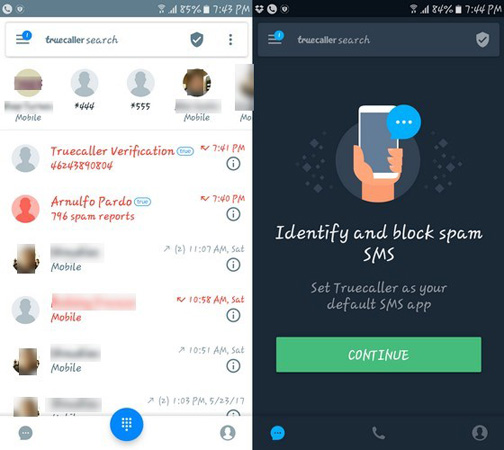 85% 7:43 PM
truecaller search
*444
*555
Mobile
Truecaller Verification true
7:41 PM
46243890804
Arnulfo Pardo true
7:40 PM
796 spam reports
(2) 11:07 AM, Sat
Mobile
10:58 AM, Sat
Mobile
10:51 AM, Sat
Mobile
(2) 1:03 PM, 5/23/17
84% 7:44 PM
truecaller search
Identify and block spam
SMS
Set Truecaller as your
default SMS app
CONTINUE